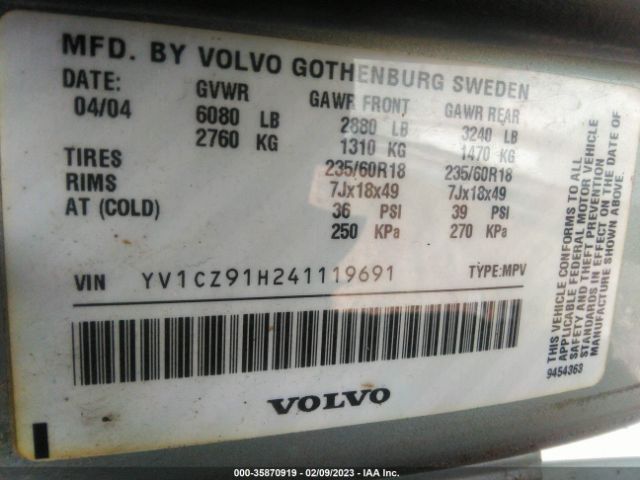 MFD. BY VOLVO GOTHENBURG SWEDEN
DATE: GVWR GAWR FRONT GAWR REAR
04/04 6080 LB 2880 LB 3240 LB
2760 KG 1310 KG 1470 KG
TIRES 235/60R18 235/60R18
RIMS 7Jx18x49 7Jx18x49
AT (COLD) 36 PSI 39 PSI
250 KPa 270 KPa
VIN YV1CZ91H241119691 TYPE:MPV
VOLVO
THIS VEHICLE CONFORMS TO ALL
APPLICABLE FEDERAL MOTOR VEHICLE
SAFETY AND THEFT PREVENTION
STANDARDS IN EFFECT ON THE DATE OF
MANUFACTURE SHOWN ABOVE
9454363
000-35870919 - 02/09/2023 - IAA Inc.